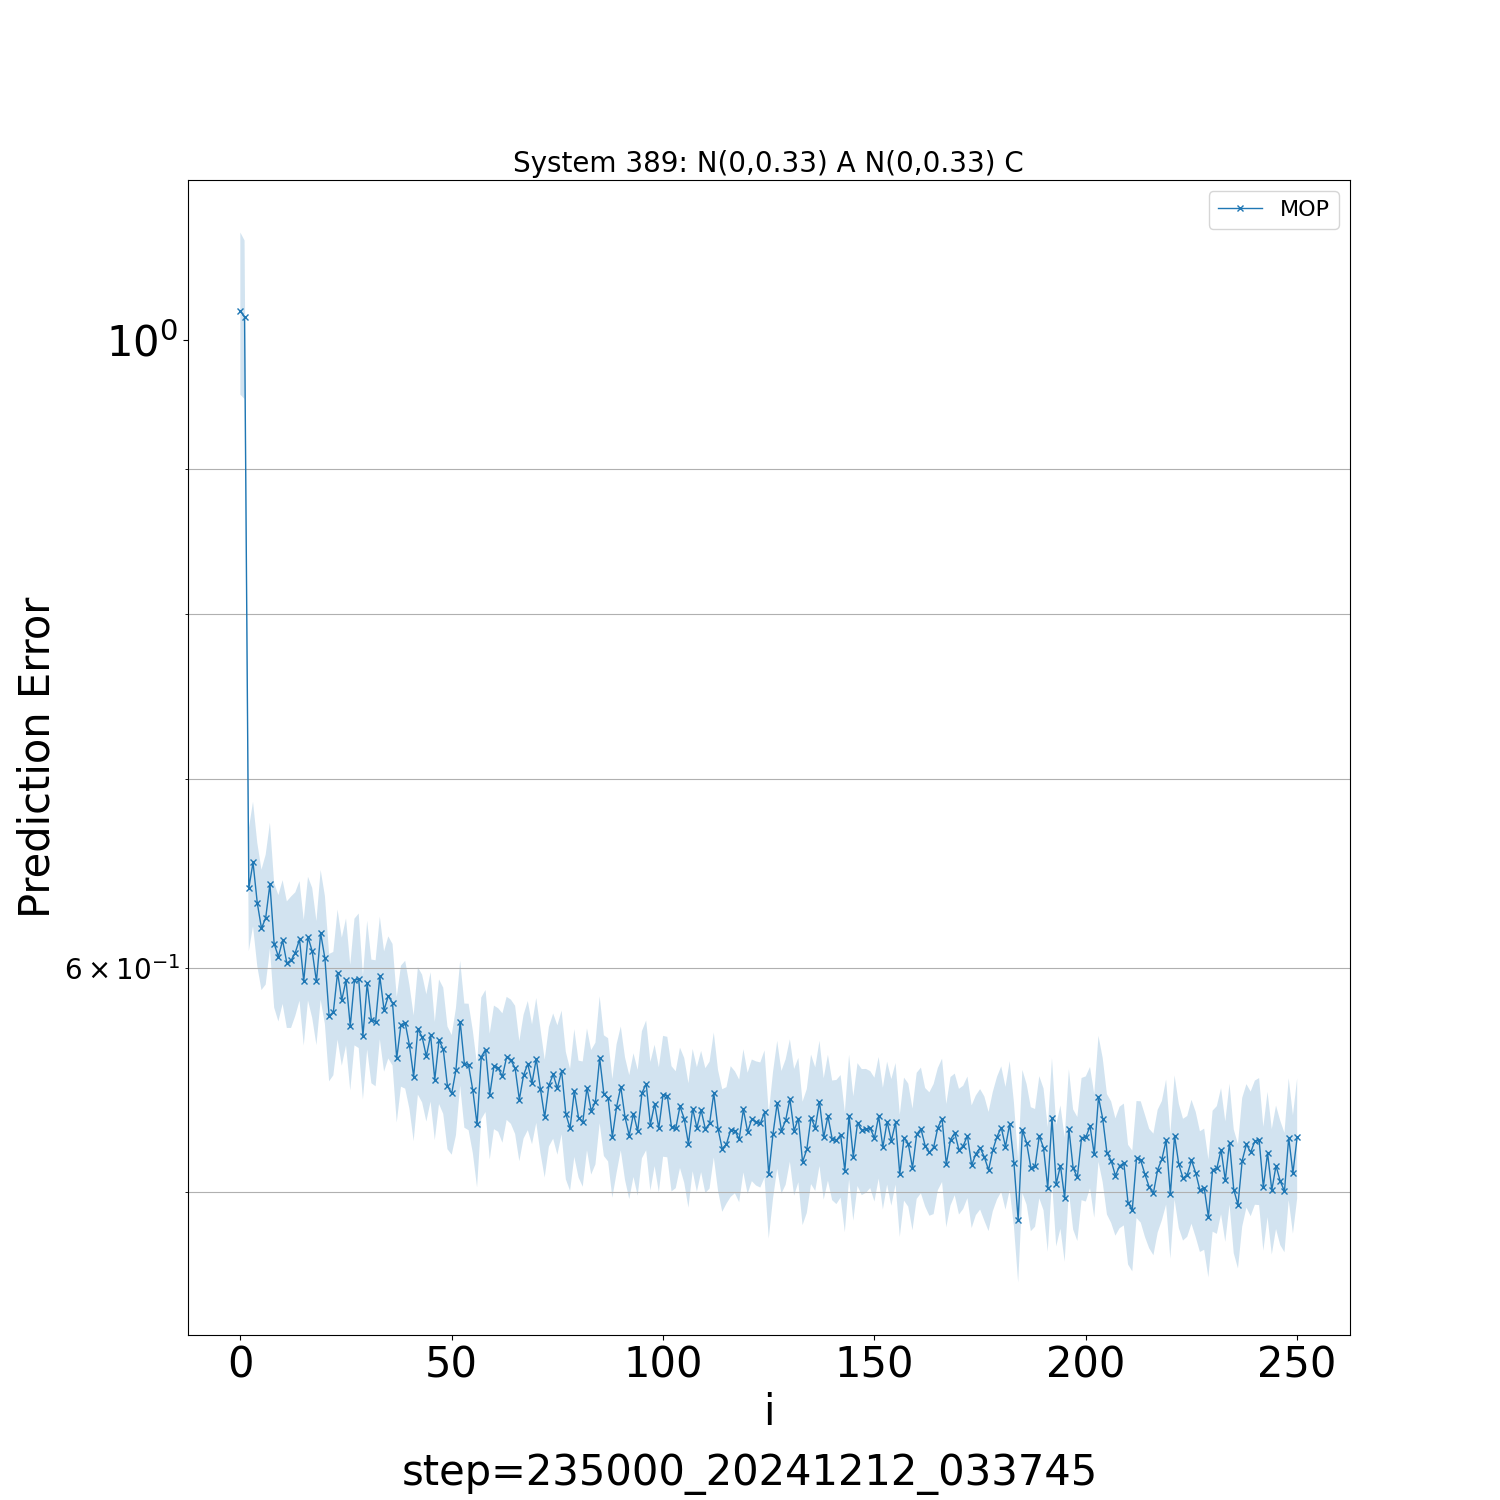 System 389: N(0,0.33) A N(0,0.33) C
MOP
10⁰
6 × 10⁻¹
Prediction Error
0 50 100 150 200 250
i
step=235000_20241212_033745